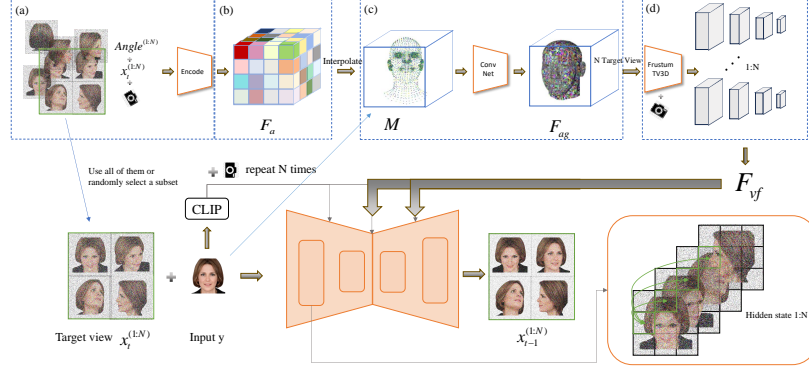 (a)
Angle^(1:N)
x_t^(1:N)
Encode
(b)
F_a
Interpolate
(c)
M
Conv
Net
F_ag
N Target View
(d)
Frustum
TV3D
1:N
F_vf
Use all of them or
randomly select a subset
+ repeat N times
CLIP
+
Target view x_t^(1:N)
Input y
x_{t-1}^(1:N)
Hidden state 1:N